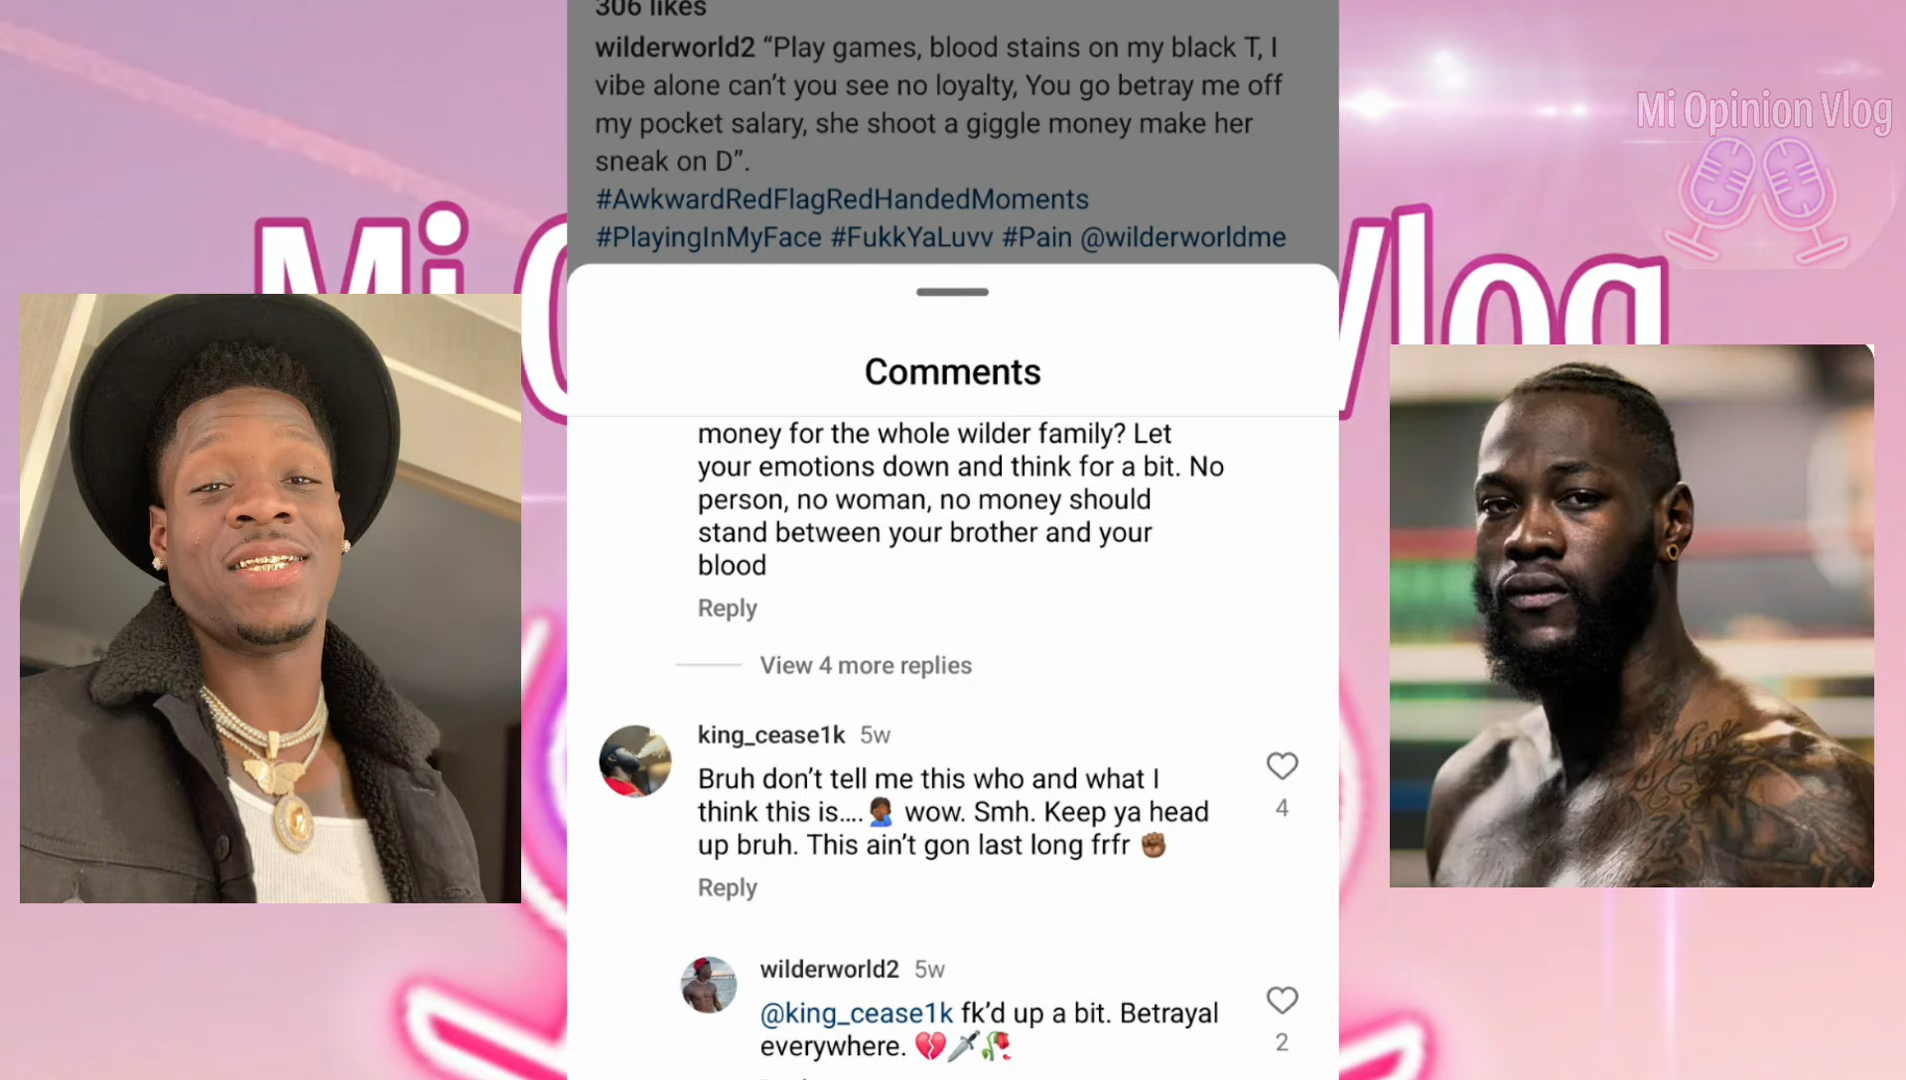 306 likes
wilderworld2 “Play games, blood stains on my black T, I
vibe alone can’t you see no loyalty, You go betray me off
my pocket salary, she shoot a giggle money make her
sneak on D”.
#AwkwardRedFlagRedHandedMoments
#PlayingInMyFace #FukkYaLuvv #Pain @wilderworldme
Mi Opinion Vlog
Mi Vlog
Comments
money for the whole wilder family? Let
your emotions down and think for a bit. No
person, no woman, no money should
stand between your brother and your
blood
Reply
View 4 more replies
king_cease1k 5w
Bruh don’t tell me this who and what I
think this is....🤦🏾‍♂️ wow. Smh. Keep ya head
up bruh. This ain’t gon last long frfr ✊🏾
4
Reply
wilderworld2 5w
@king_cease1k fk’d up a bit. Betrayal
everywhere. 💔🗡️🥀
2